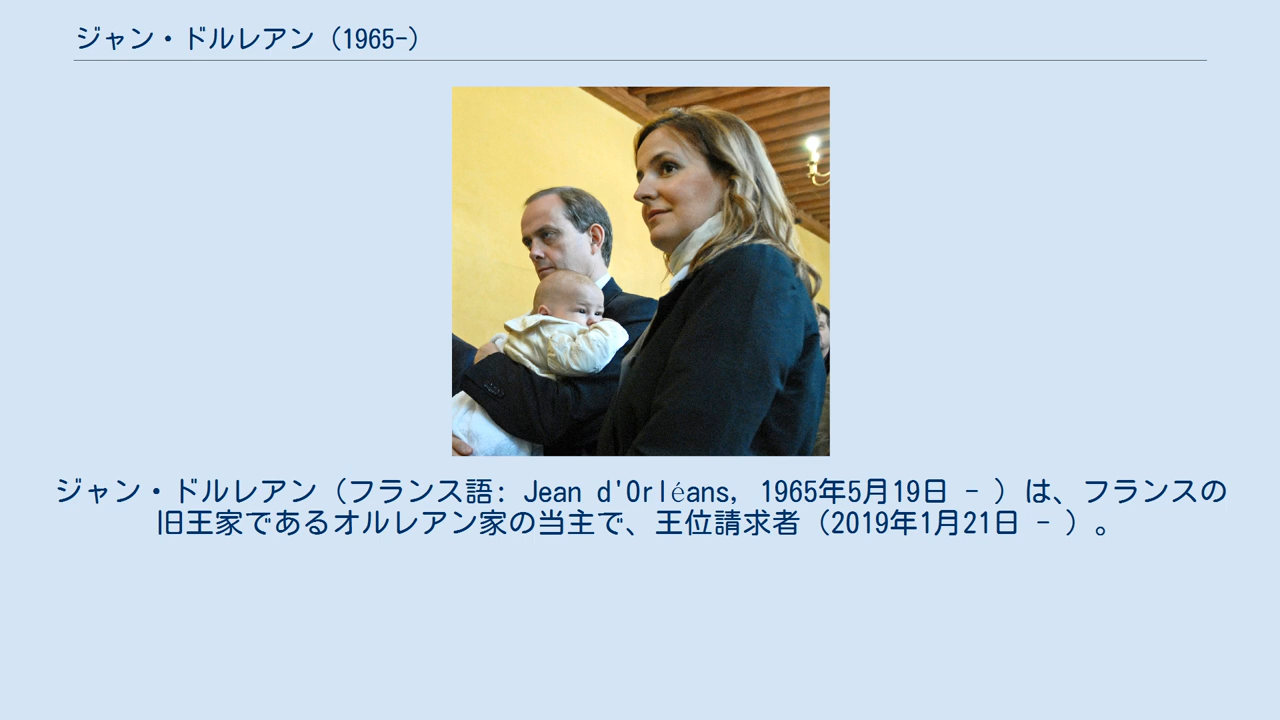 ジャン・ドルレアン（1965-）
ジャン・ドルレアン（フランス語: Jean d'Orléans, 1965年5月19日 - ）は、フランスの
旧王家であるオルレアン家の当主で、王位請求者（2019年1月21日 - ）。